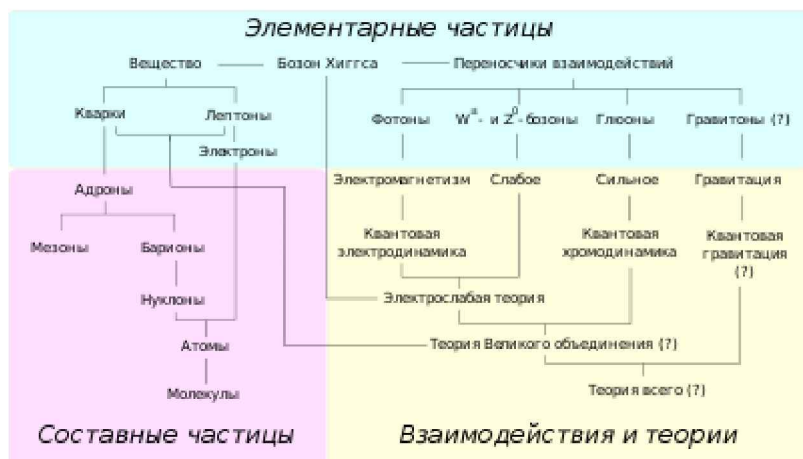 Элементарные частицы
Вещество Бозон Хиггса Переносчики взаимодействий
Кварки Лептоны Фотоны W±- и Z0-бозоны Глюоны Гравитоны (?)
Электроны
Адроны Электромагнетизм Слабое Сильное Гравитация
Мезоны Барионы Квантовая электродинамика Квантовая хромодинамика Квантовая гравитация (?)
Нуклоны Электрослабая теория
Атомы Теория Великого объединения (?)
Молекулы Теория всего (?)
Составные частицы Взаимодействия и теории